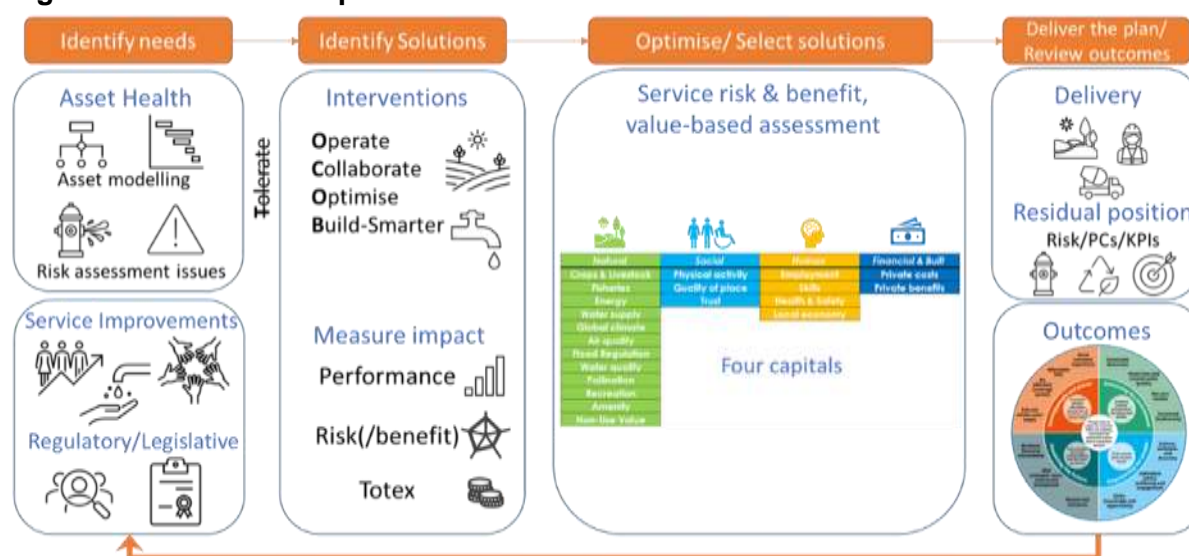 Identify needs
Identify Solutions
Optimise/ Select solutions
Deliver the plan/
Review outcomes
Asset Health
Asset modelling
Risk assessment issues
Service Improvements
Regulatory/Legislative
Tolerate
Interventions
Operate
Collaborate
Optimise
Build-Smarter
Measure impact
Performance
Risk(/benefit)
Totex
Service risk & benefit,
value-based assessment
Natural
Crops & Livestock
Fisheries
Energy
Water supply
Global climate
Air quality
Flood Regulation
Water quality
Pollination
Recreation
Amenity
Non-Use Value
Social
Physical activity
Quality of place
Trust
Human
Employment
Skills
Health & Safety
Local economy
Financial & Built
Private costs
Private benefits
Four capitals
Delivery
Residual position
Risk/PCs/KPIs
Outcomes